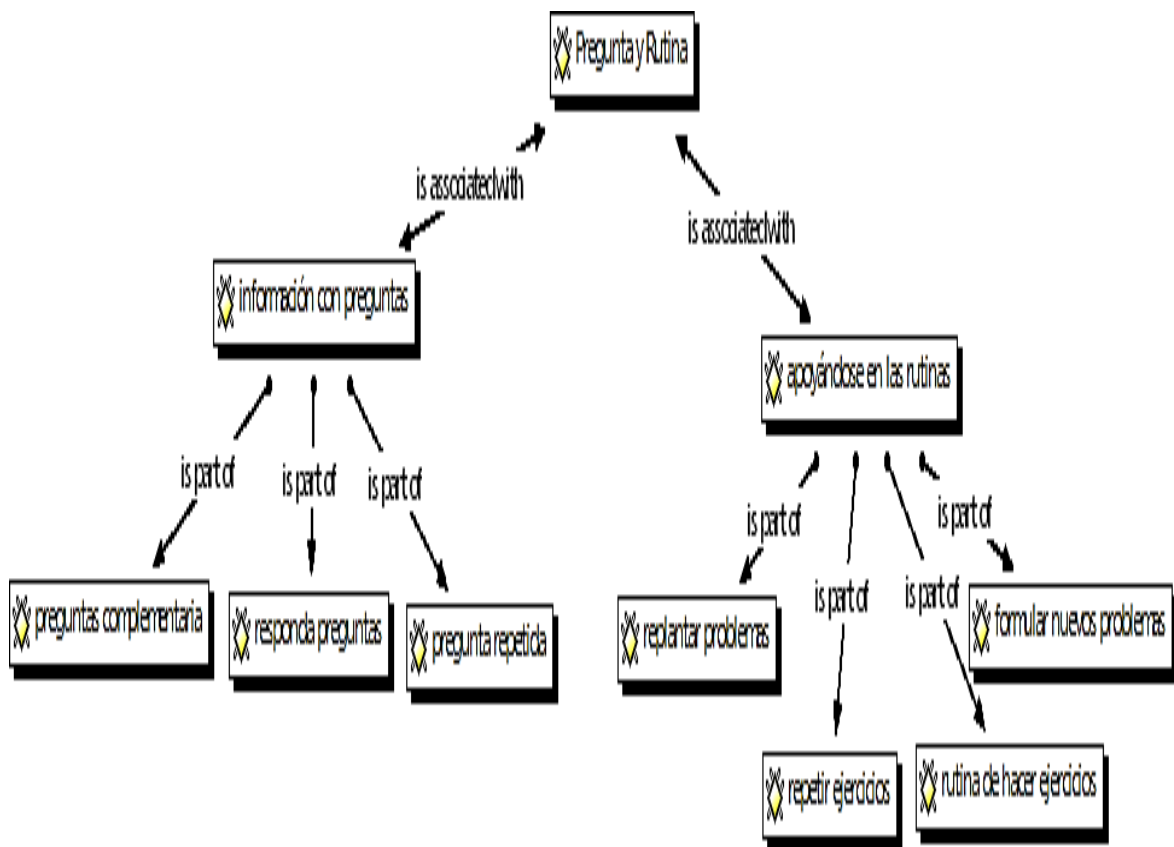 Pregunta y Rutina
is associated with
is associated with
información con preguntas
apoyándose en las rutinas
is part of
is part of
is part of
is part of
is part of
is part of
is part of
preguntas complementaria
responda preguntas
pregunta repetida
replantar problemas
formular nuevos problemas
repetir ejercicios
rutina de hacer ejercicios